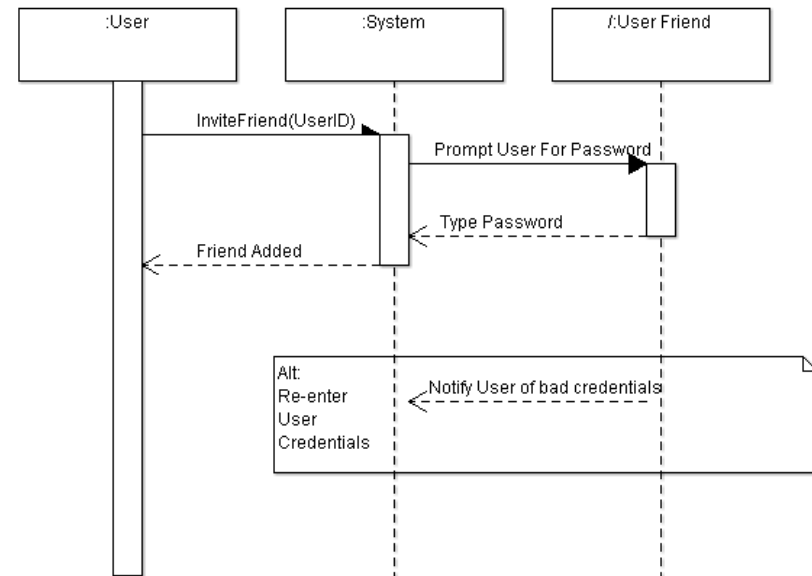 :User
:System
/:User Friend
InviteFriend(UserID)
Prompt User For Password
Type Password
Friend Added
Alt:
Re-enter
User
Credentials
Notify User of bad credentials